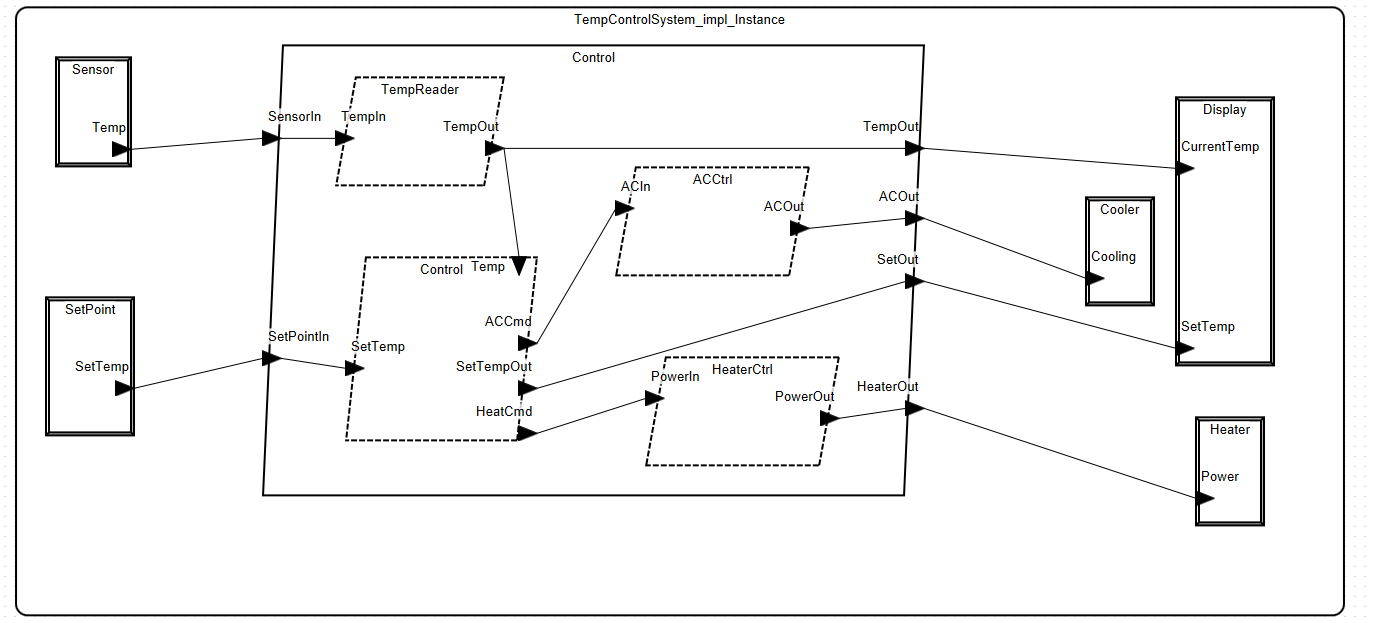 TempControlSystem_impl_Instance
Control
Sensor
Temp
SensorIn
TempReader
TempIn
TempOut
TempOut
Display
CurrentTemp
SetTemp
ACCtrl
ACIn
ACOut
ACOut
Cooler
Cooling
SetOut
Control
Temp
ACCmd
SetTemp
SetTempOut
HeatCmd
SetPoint
SetTemp
SetPointIn
HeaterCtrl
PowerIn
PowerOut
HeaterOut
Heater
Power